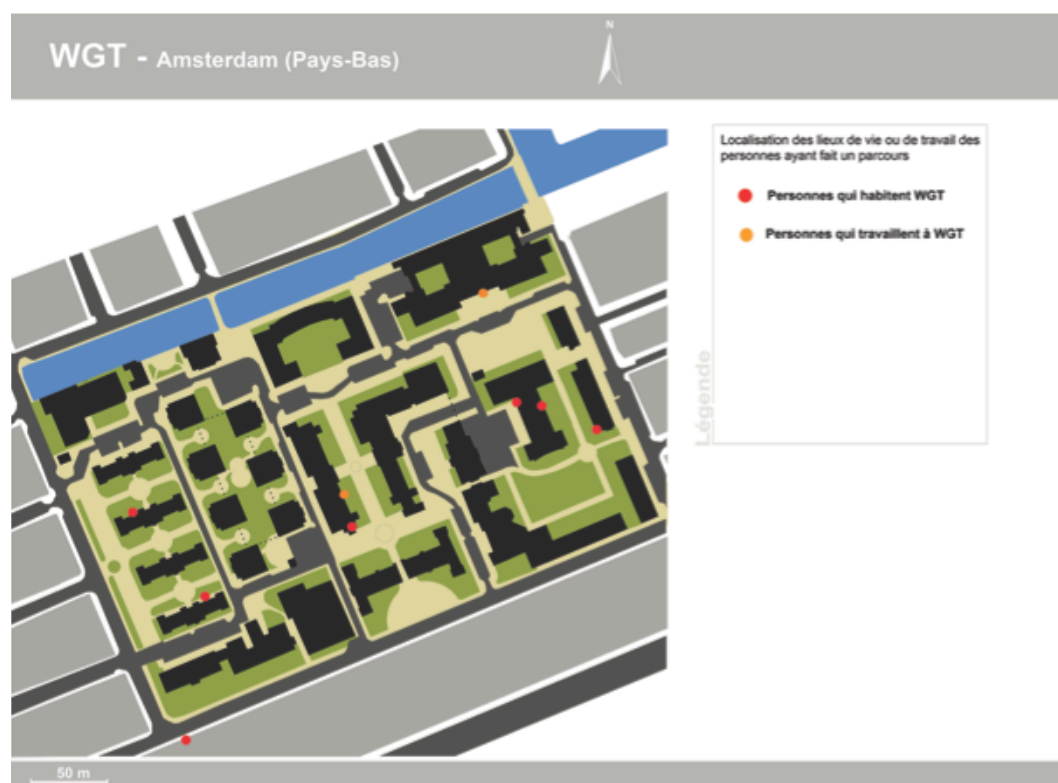 N
WGT - Amsterdam (Pays-Bas)
Localisation des lieux de vie ou de travail des
personnes ayant fait un parcours
Personnes qui habitent WGT
Personnes qui travaillent à WGT
Légende
50 m